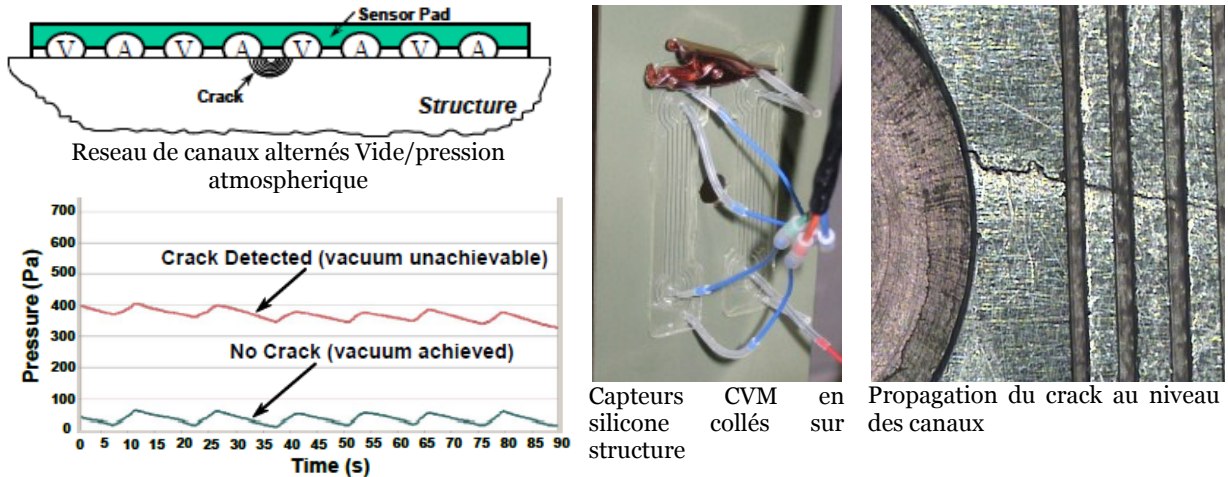 Sensor Pad
V A V A V A V A
Crack
Structure
Reseau de canaux alternés Vide/pression
atmospherique
Pressure (Pa)
700
600
500
400
300
200
100
0
Crack Detected (vacuum unachievable)
No Crack (vacuum achieved)
0 5 10 15 20 25 30 35 40 45 50 55 60 65 70 75 80 85 90
Time (s)
Capteurs CVM en
silicone collés sur
structure
Propagation du crack au niveau
des canaux